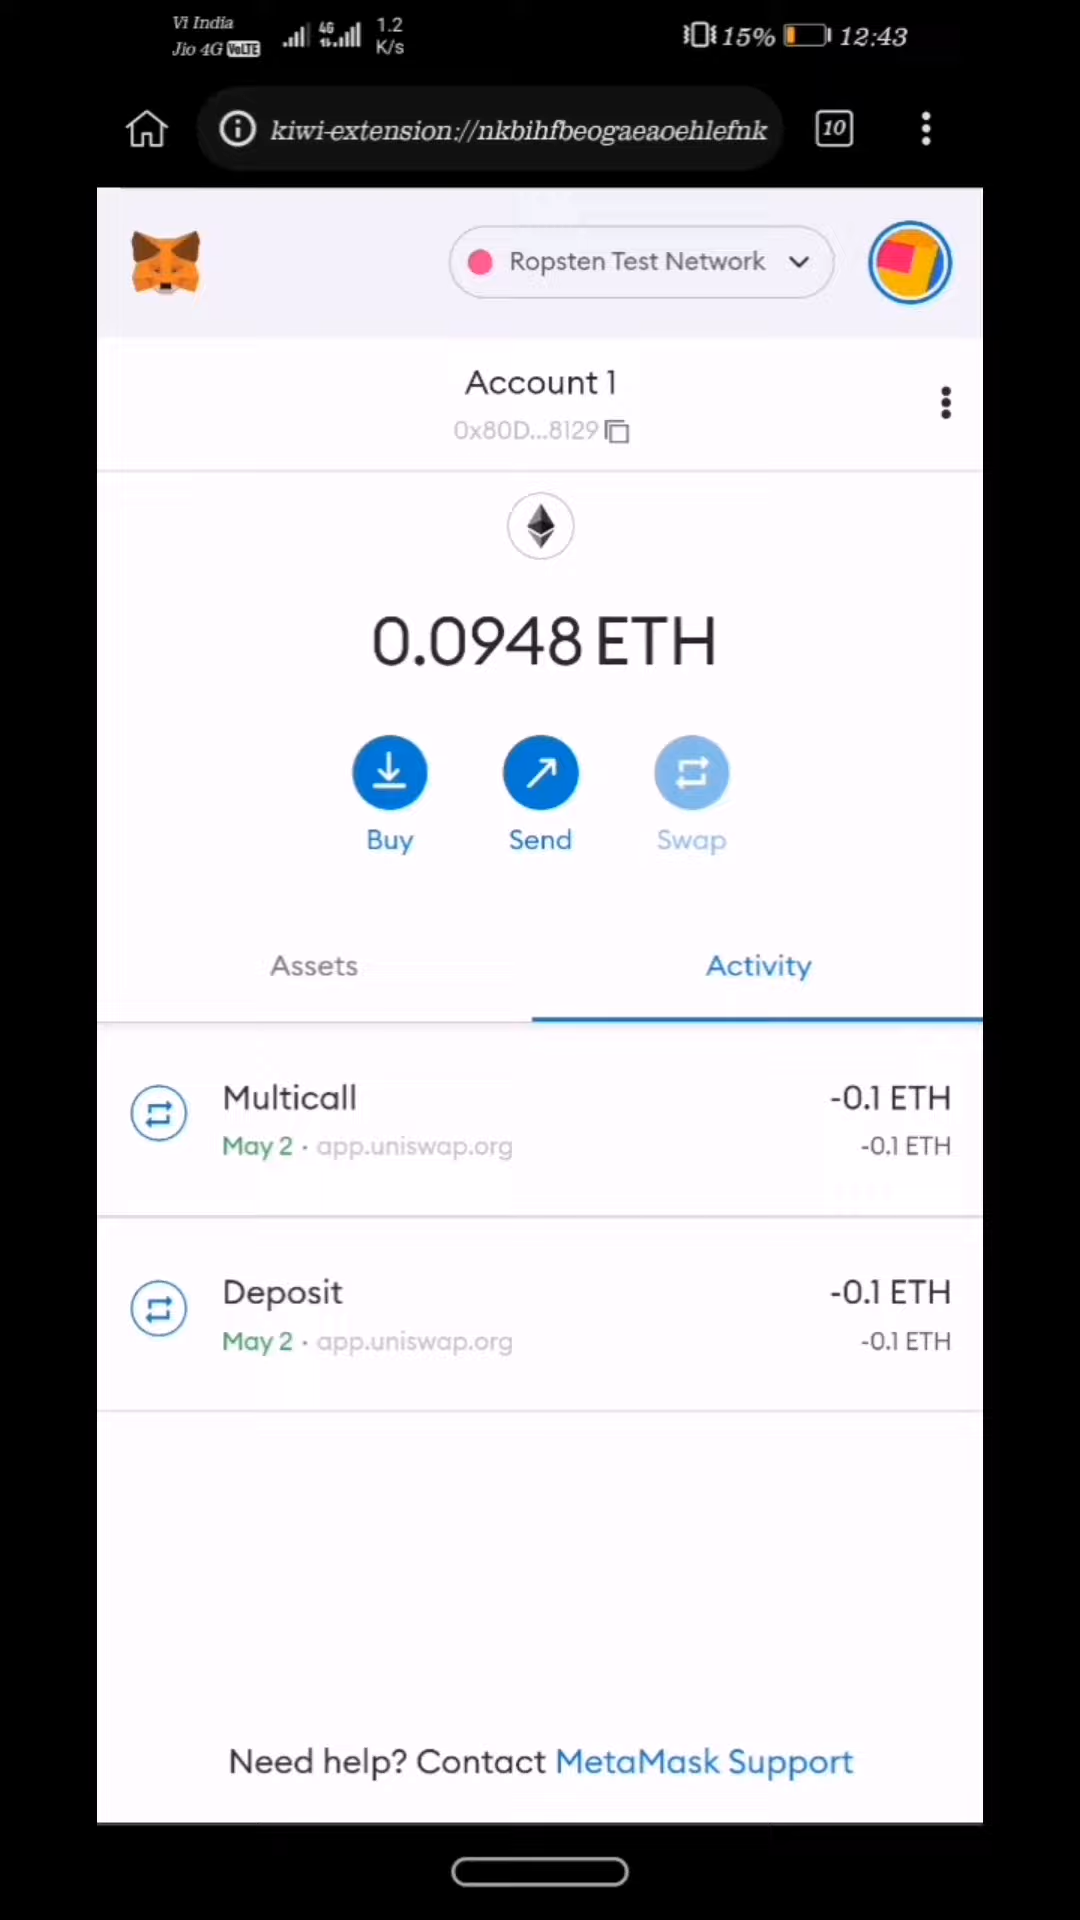 Vi India
Jio 4G VoLTE
4G
1.2
K/s
15%
12:43
kiwi-extension://nkbihfbeogaeaoehlefnk
10
Ropsten Test Network
Account 1
0x80D...8129
0.0948 ETH
Buy
Send
Swap
Assets
Activity
Multicall
-0.1 ETH
May 2 · app.uniswap.org
-0.1 ETH
Deposit
-0.1 ETH
May 2 · app.uniswap.org
-0.1 ETH
Need help? Contact MetaMask Support